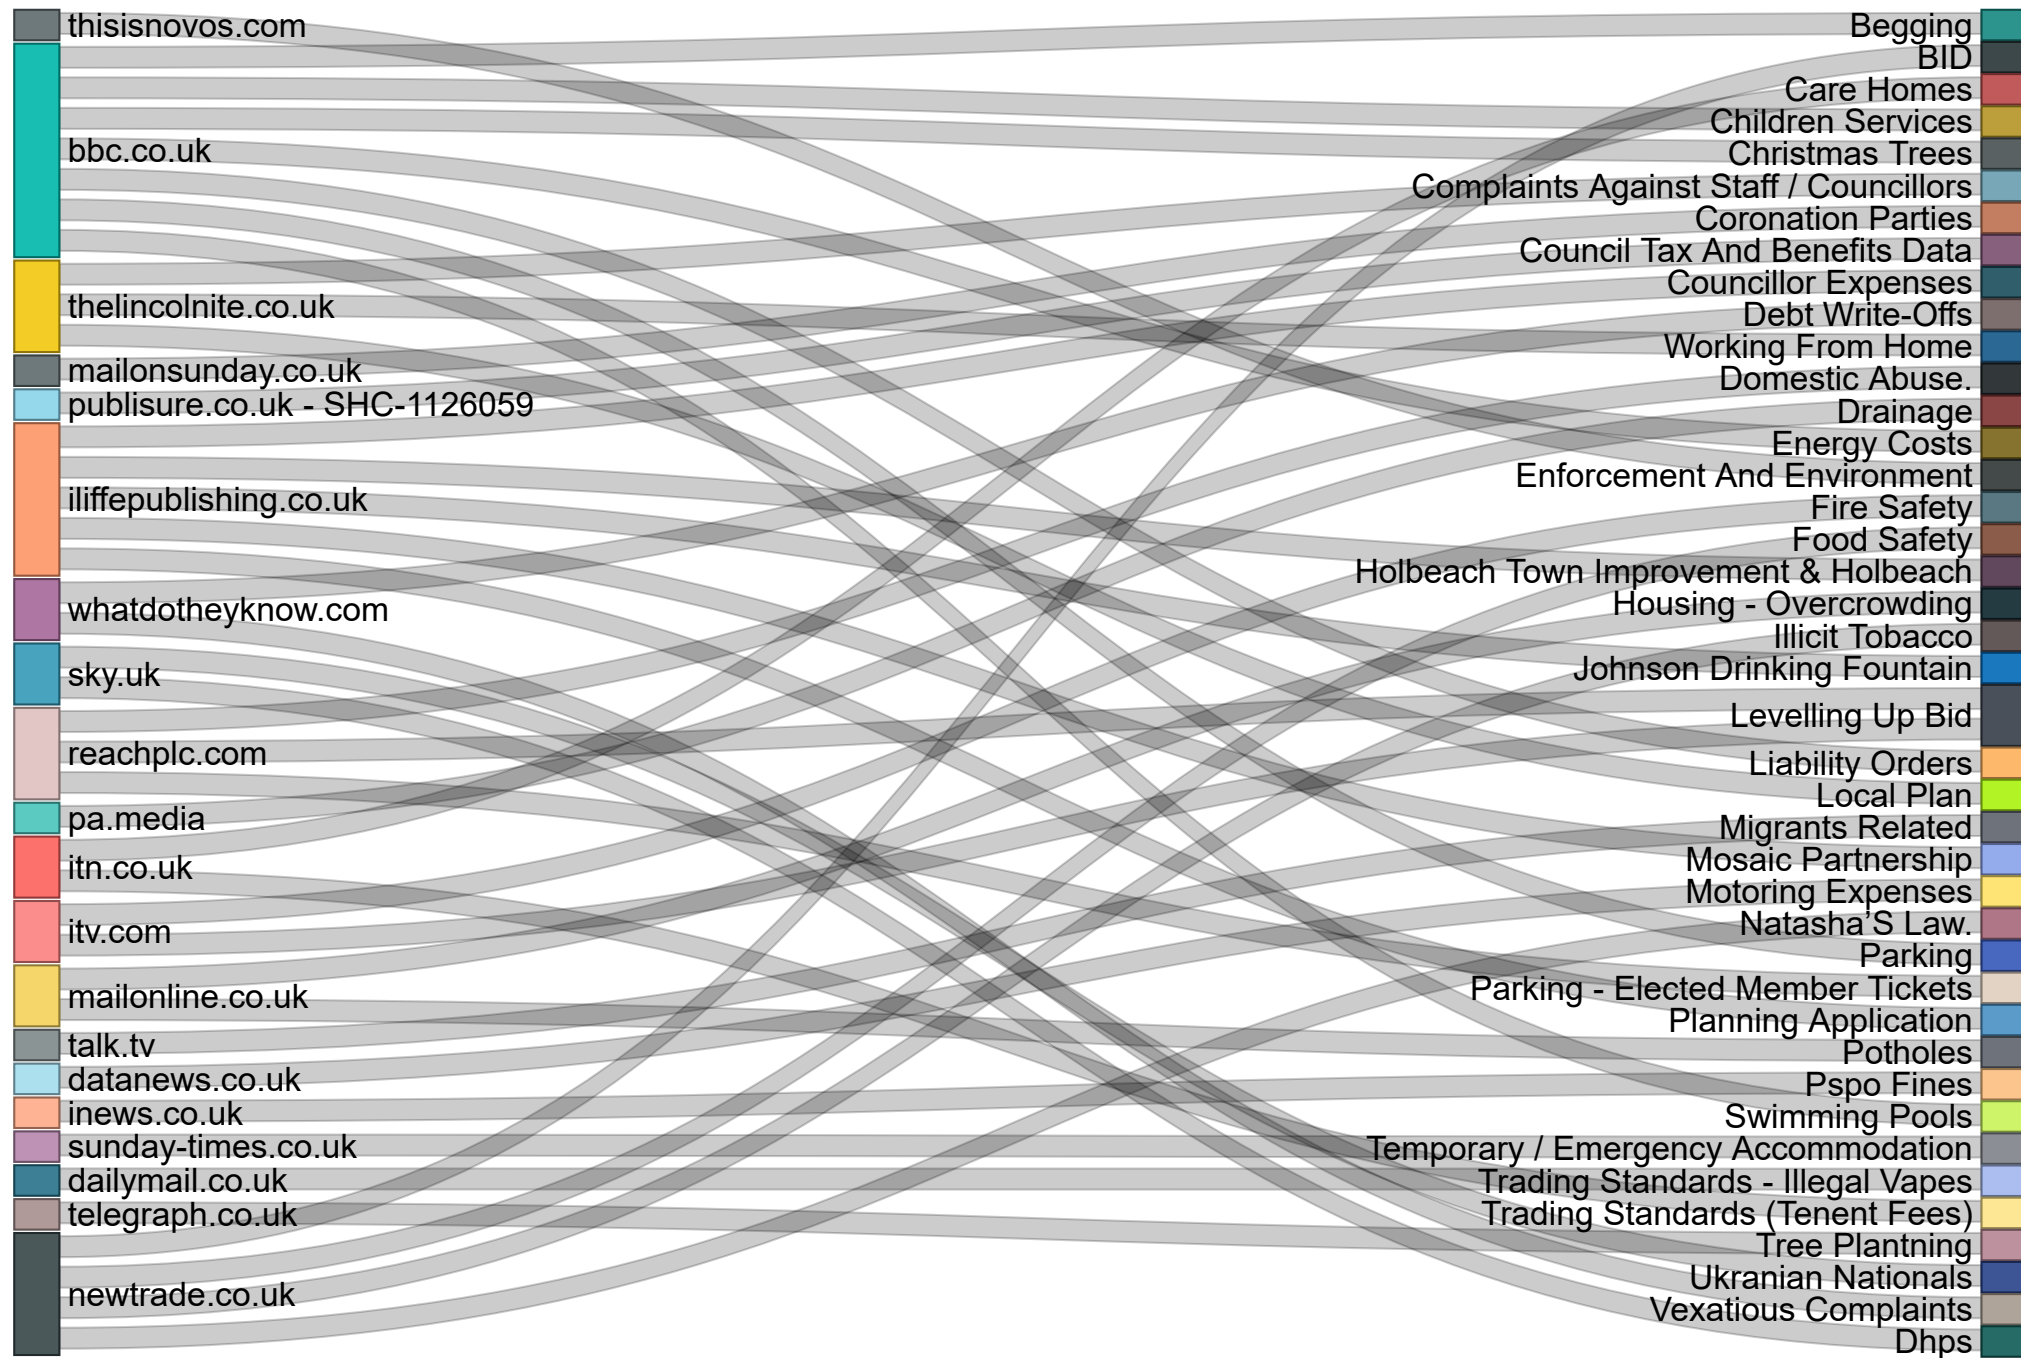 thisisnovos.com
bbc.co.uk
thelincolnite.co.uk
mailonsunday.co.uk
publisure.co.uk - SHC-1126059
iliffepublishing.co.uk
whatdotheyknow.com
sky.uk
reachplc.com
pa.media
itn.co.uk
itv.com
mailonline.co.uk
talk.tv
datanews.co.uk
inews.co.uk
sunday-times.co.uk
dailymail.co.uk
telegraph.co.uk
newtrade.co.uk
Begging
BID
Care Homes
Children Services
Christmas Trees
Complaints Against Staff / Councillors
Coronation Parties
Council Tax And Benefits Data
Councillor Expenses
Debt Write-Offs
Working From Home
Domestic Abuse.
Drainage
Energy Costs
Enforcement And Environment
Fire Safety
Food Safety
Holbeach Town Improvement & Holbeach
Housing - Overcrowding
Illicit Tobacco
Johnson Drinking Fountain
Levelling Up Bid
Liability Orders
Local Plan
Migrants Related
Mosaic Partnership
Motoring Expenses
Natasha’S Law.
Parking
Parking - Elected Member Tickets
Planning Application
Potholes
Pspo Fines
Swimming Pools
Temporary / Emergency Accommodation
Trading Standards - Illegal Vapes
Trading Standards (Tenent Fees)
Tree Plantning
Ukranian Nationals
Vexatious Complaints
Dhps